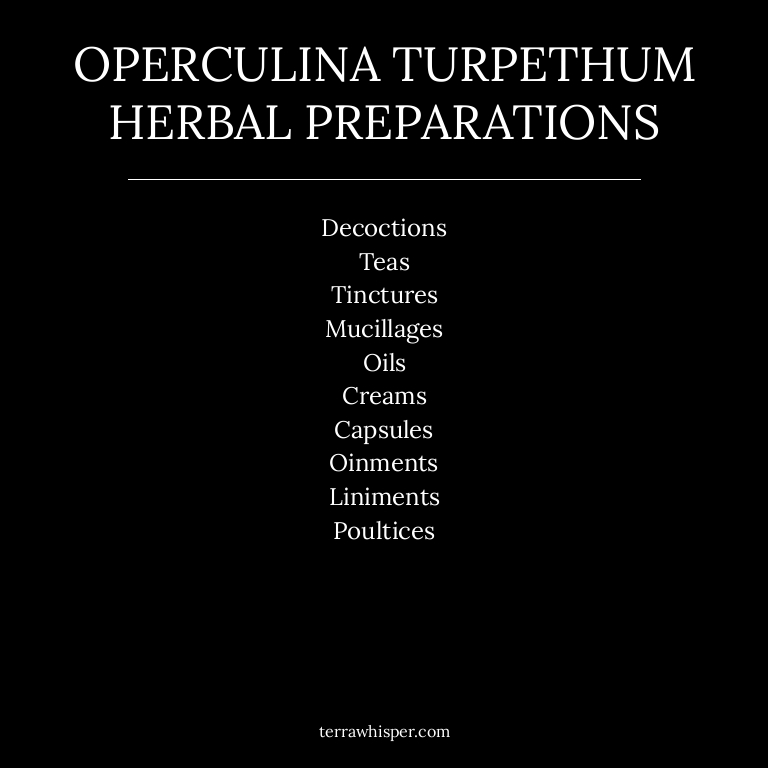 OPERCULINA TURPETHUM
HERBAL PREPARATIONS
Decoctions
Teas
Tinctures
Mucillages
Oils
Creams
Capsules
Oinments
Liniments
Poultices
terrawhisper.com